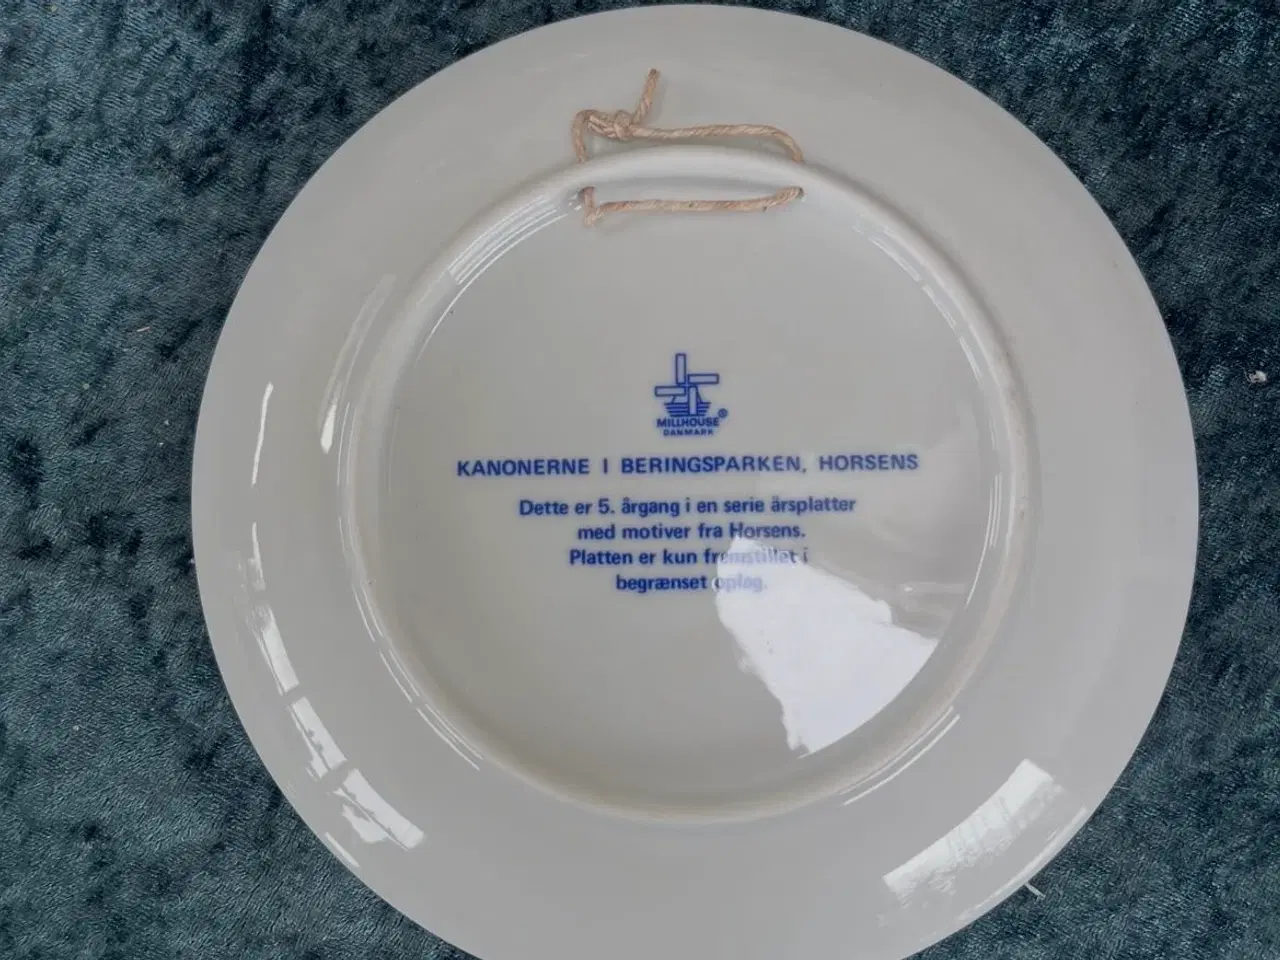 MILLHOUSE®
DANMARK
KANONERNE I BERINGSPARKEN, HORSENS
Dette er 5. årgang i en serie årsplatter
med motiver fra Horsens.
Platten er kun fremstillet i
begrænset oplag.